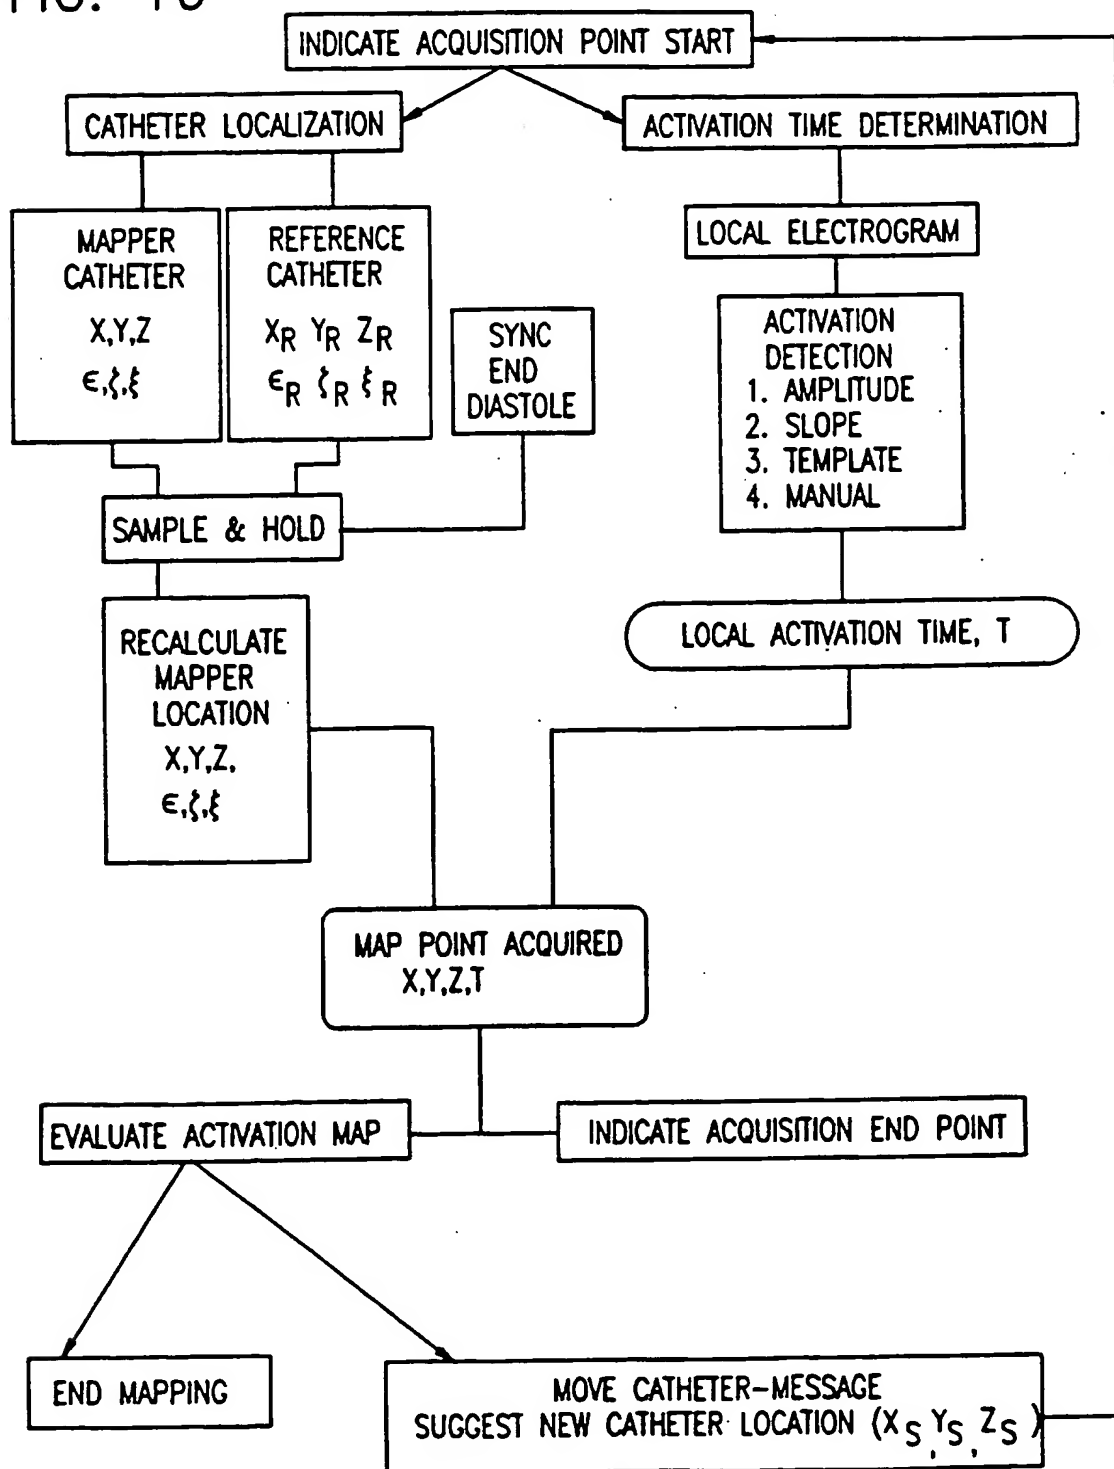 INDICATE ACQUISITION POINT START
CATHETER LOCALIZATION
ACTIVATION TIME DETERMINATION
MAPPER
CATHETER
X,Y,Z
ϵ,ζ,ξ
REFERENCE
CATHETER
XR YR ZR
ϵR ζR ξR
SYNC
END
DIASTOLE
LOCAL ELECTROGRAM
ACTIVATION
DETECTION
1. AMPLITUDE
2. SLOPE
3. TEMPLATE
4. MANUAL
SAMPLE & HOLD
RECALCULATE
MAPPER
LOCATION
X,Y,Z,
ϵ,ζ,ξ
LOCAL ACTIVATION TIME, T
MAP POINT ACQUIRED
X,Y,Z,T
EVALUATE ACTIVATION MAP
INDICATE ACQUISITION END POINT
END MAPPING
MOVE CATHETER-MESSAGE
SUGGEST NEW CATHETER LOCATION (XS, YS, ZS)